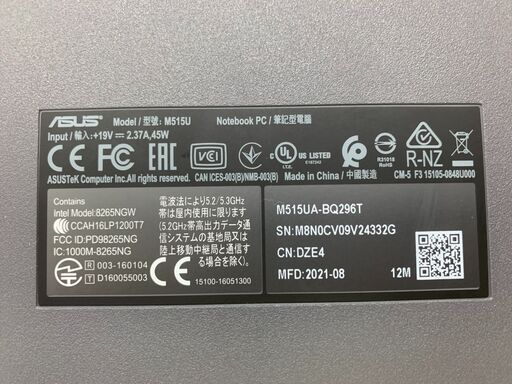 ASUS Model / 型號: M515U Notebook PC / 筆記型電腦
Input / 輸入: +19V ⎓ 2.37A,45W
CE FC EAC VCCI UL US LISTED E187243 R31018 RoHS R-NZ
ASUSTeK Computer Inc. All Rights Reserved. CAN ICES-003(B)/NMB-003(B) Made in China / 中國製造 CM-5 F3 15105-0848U000
Intel Model:8265NGW
CCAH16LP1200T7
FCC ID:PD98265NG
IC:1000M-8265NG
R 003-160104
T D160055003
電波法により5.2/5.3GHz
帯は屋内使用に限ります
(5.2GHz帯高出力データ通
信システムの基地局又は
陸上移動中継局と通信す
る場合を除く)。
15100-16051300
M515UA-BQ296T
SN:M8N0CV09V24332G
CN:DZE4
MFD:2021-08 12M